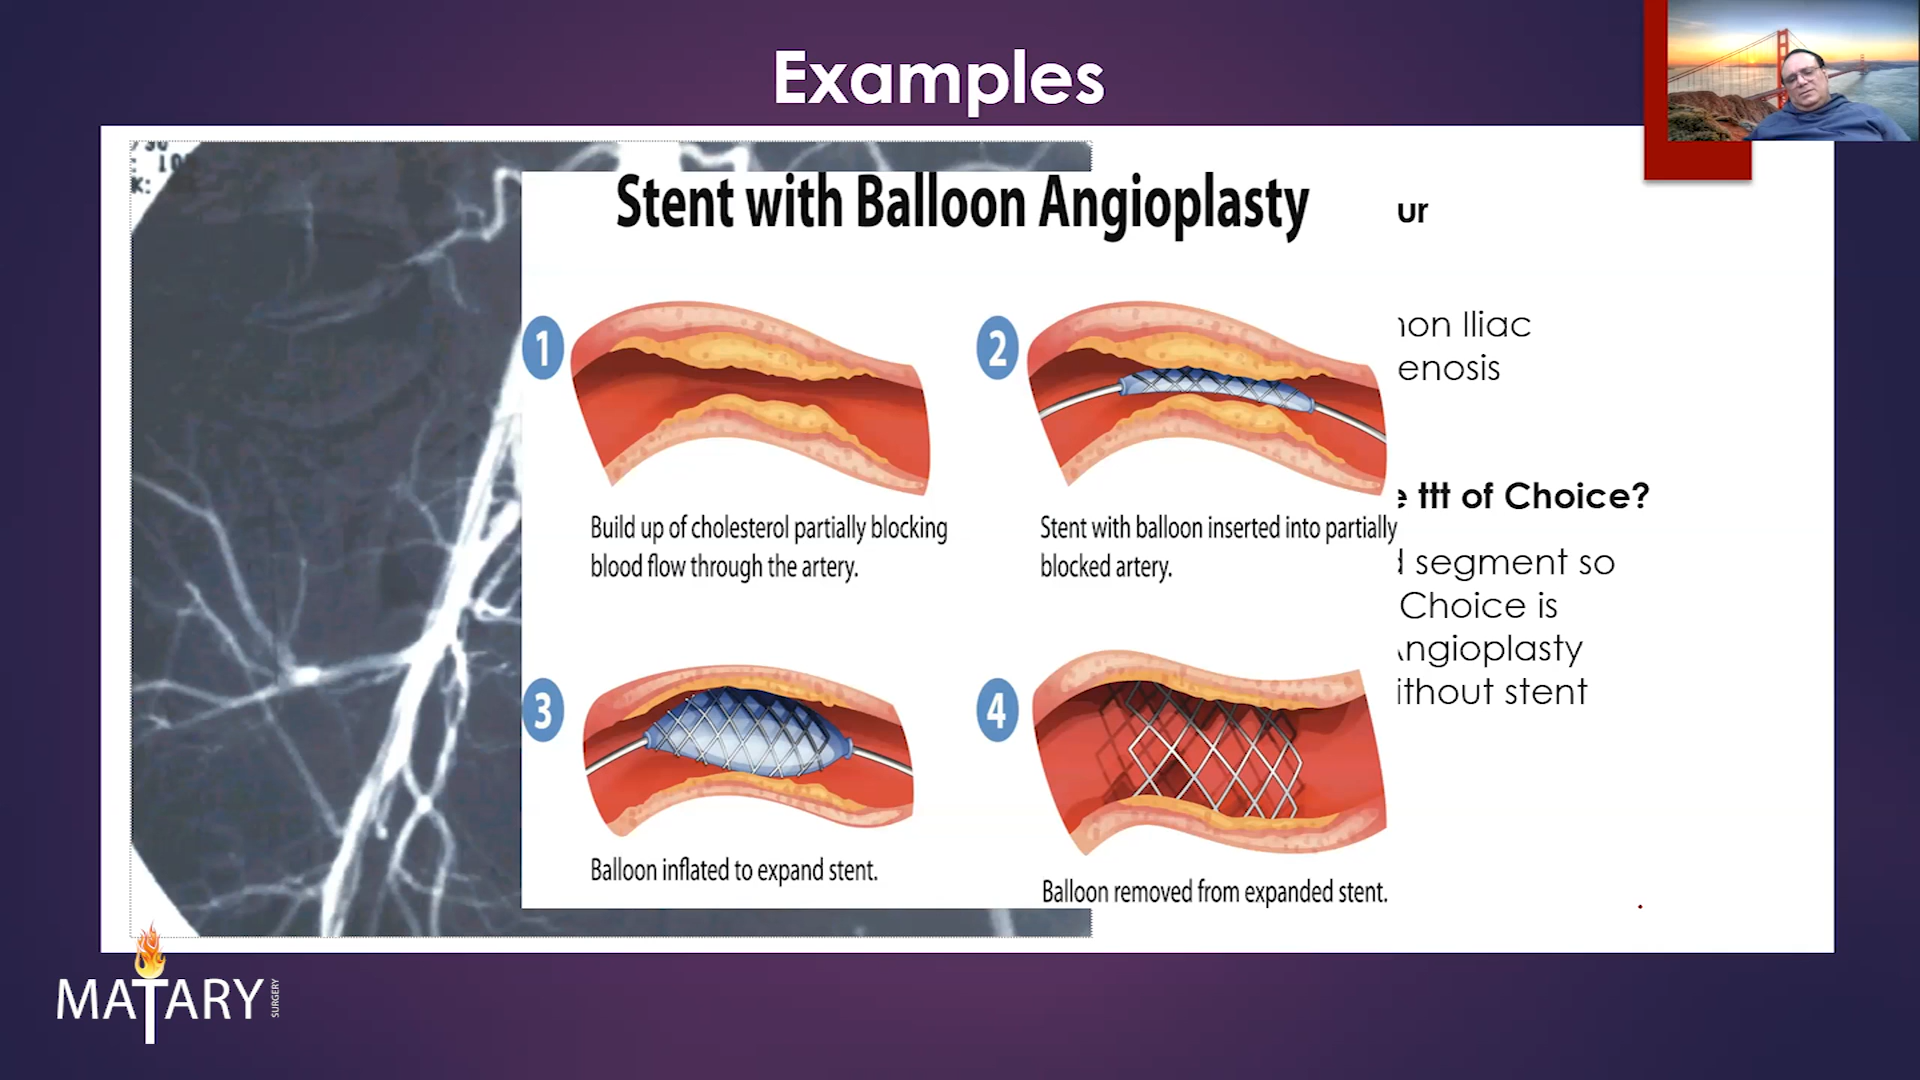 Examples
Stent with Balloon Angioplasty
ur
non Iliac
enosis
1
2
Build up of cholesterol partially blocking
blood flow through the artery.
Stent with balloon inserted into partially
blocked artery.
e ttt of Choice?
d segment so
Choice is
Angioplasty
ithout stent
3
4
Balloon inflated to expand stent.
Balloon removed from expanded stent.
MATARY
SURGERY